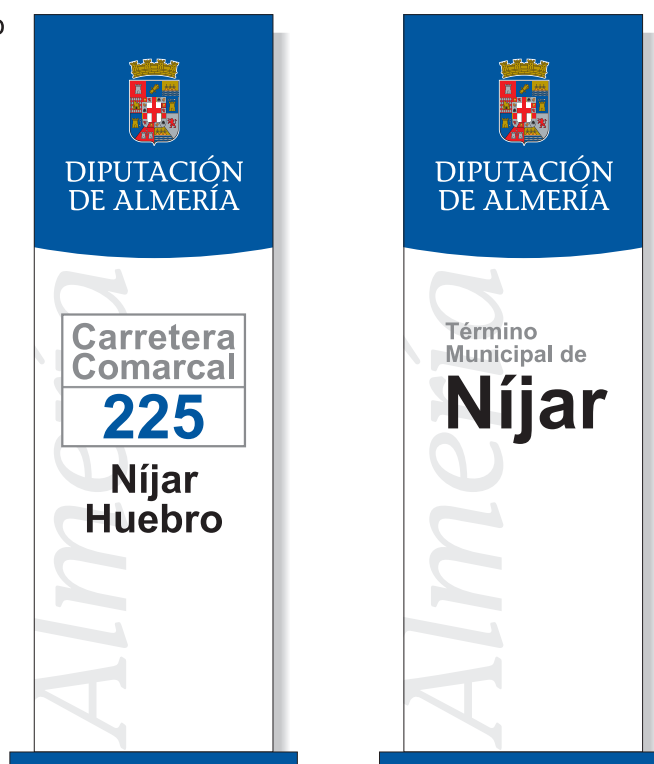 DIPUTACIÓN
DE ALMERÍA
Almería
Carretera
Comarcal
225
Níjar
Huebro
DIPUTACIÓN
DE ALMERÍA
Almería
Término
Municipal de
Níjar